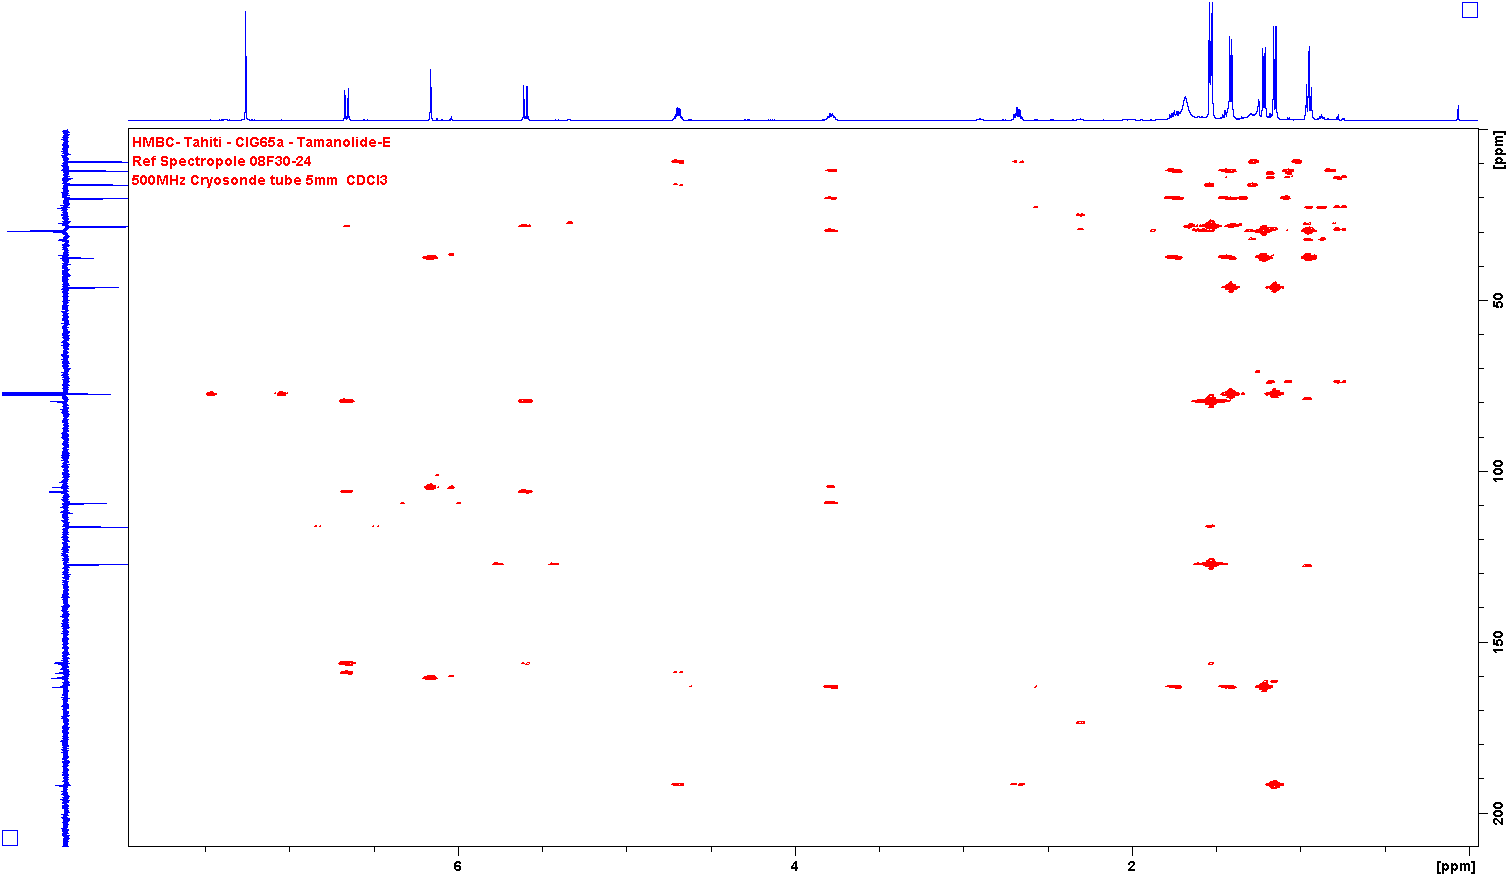 HMBC- Tahiti - CIG65a - Tamanolide-E
Ref Spectropole 08F30-24
500MHz Cryosonde tube 5mm  CDCl3
[ppm]
50
100
150
200
6
4
2
[ppm]